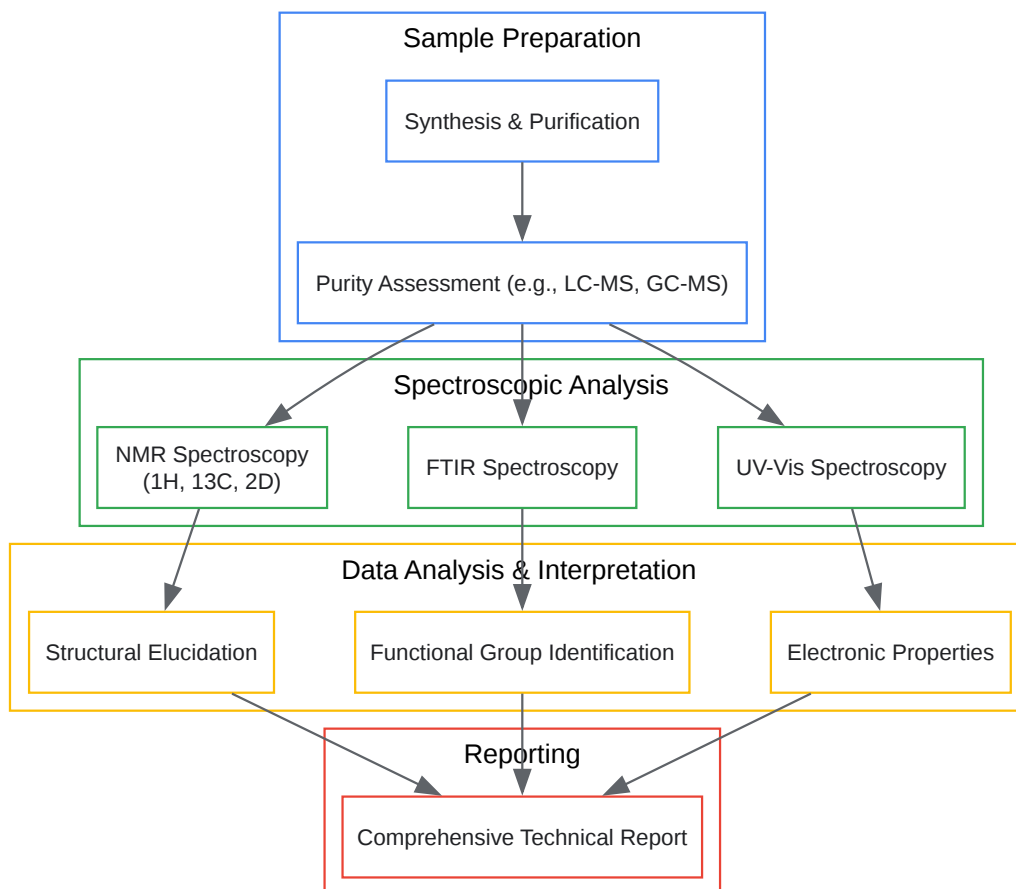 Sample Preparation
Synthesis & Purification
Purity Assessment (e.g., LC-MS, GC-MS)
Spectroscopic Analysis
NMR Spectroscopy
(1H, 13C, 2D)
FTIR Spectroscopy
UV-Vis Spectroscopy
Data Analysis & Interpretation
Structural Elucidation
Functional Group Identification
Electronic Properties
Reporting
Comprehensive Technical Report